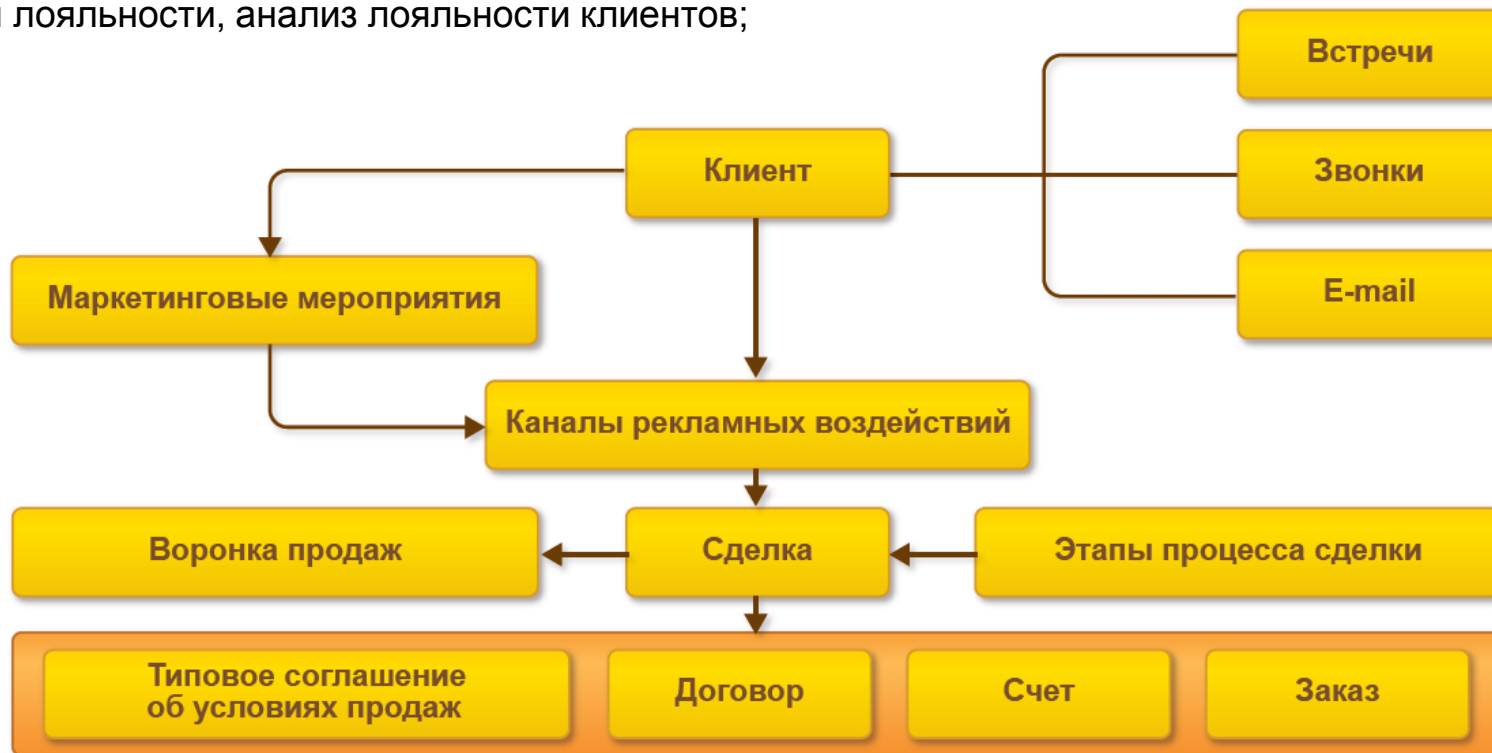 и лояльности, анализ лояльности клиентов;
Встречи
Клиент
Звонки
Маркетинговые мероприятия
E-mail
Каналы рекламных воздействий
Воронка продаж
Сделка
Этапы процесса сделки
Типовое соглашение
об условиях продаж
Договор
Счет
Заказ